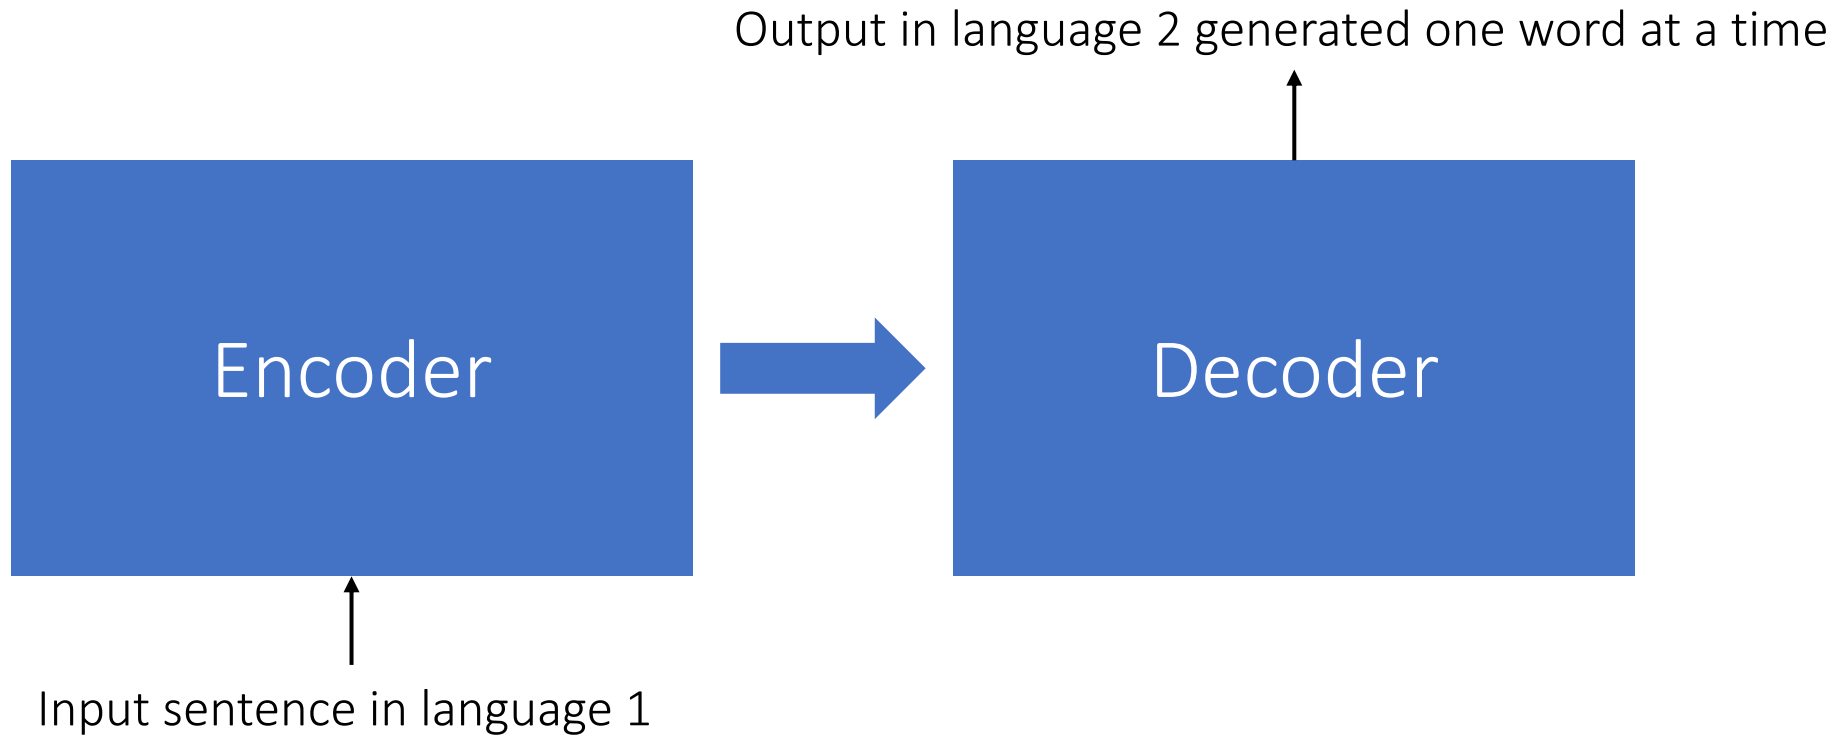 Output in language 2 generated one word at a time
Encoder
Decoder
Input sentence in language 1